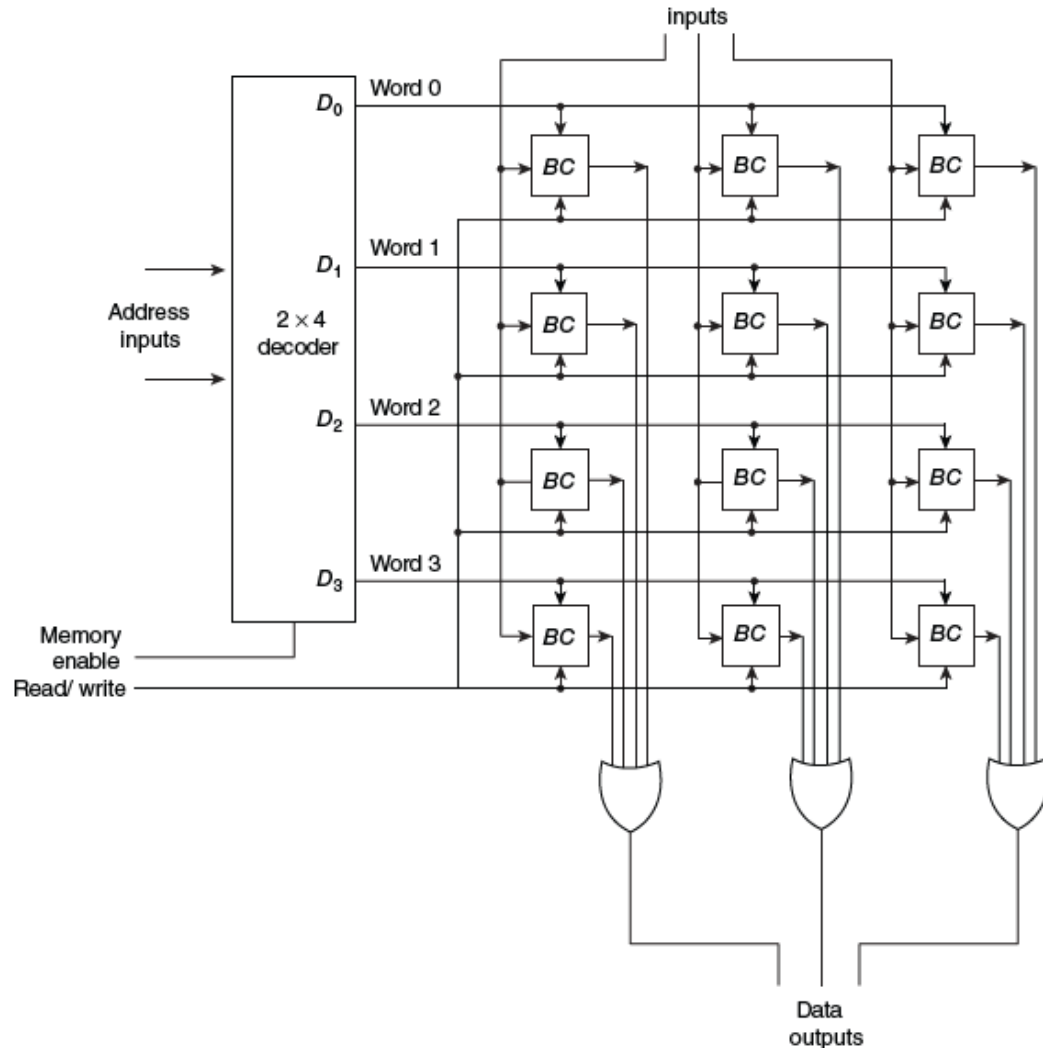 inputs
Word 0
D0
BC BC BC
Word 1
D1
Address
inputs
2 × 4
decoder
BC BC BC
Word 2
D2
BC BC BC
Word 3
D3
BC BC BC
Memory
enable
Read/ write
Data
outputs